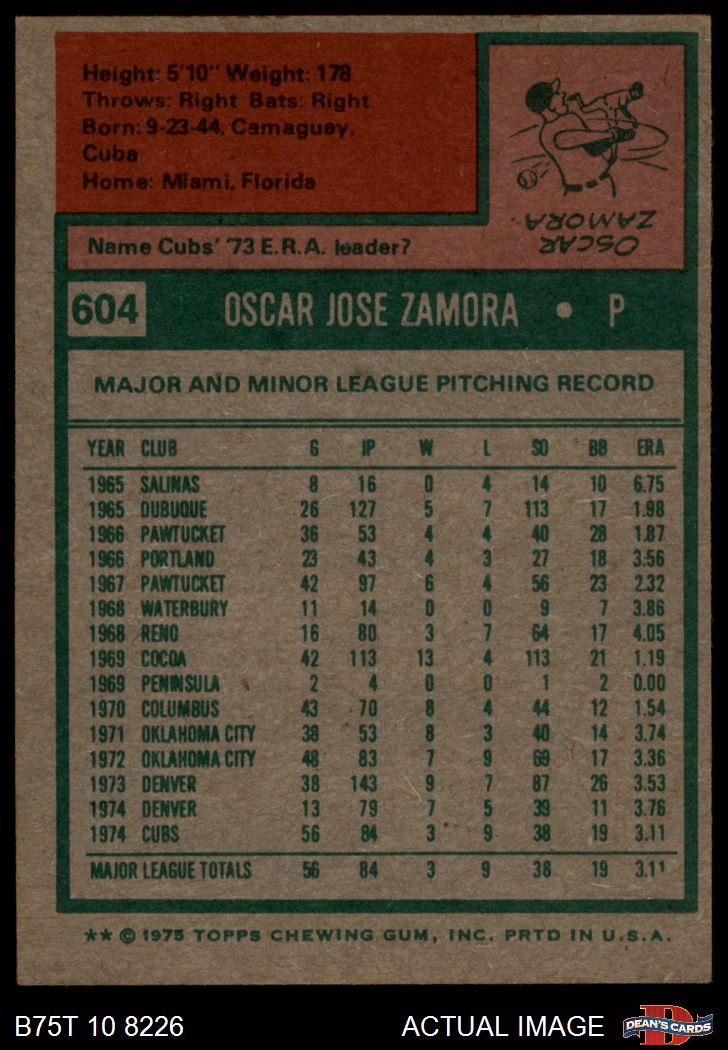 Height: 5'10" Weight: 178
Throws: Right Bats: Right
Born: 9-23-44, Camaguey,
Cuba
Home: Miami, Florida
OSCAR
ZAMORA
Name Cubs' '73 E.R.A. leader?
604 OSCAR JOSE ZAMORA • P
MAJOR AND MINOR LEAGUE PITCHING RECORD
YEAR CLUB G IP W L SO BB ERA
1965 SALINAS 8 16 0 4 14 10 6.75
1965 DUBUQUE 26 127 5 7 113 17 1.98
1966 PAWTUCKET 36 53 4 4 40 28 1.87
1966 PORTLAND 23 43 4 3 27 18 3.56
1967 PAWTUCKET 42 97 6 4 56 23 2.32
1968 WATERBURY 11 14 0 0 9 7 3.86
1968 RENO 16 80 3 7 64 17 4.05
1969 COCOA 42 113 13 4 113 21 1.19
1969 PENINSULA 2 4 0 0 1 2 0.00
1970 COLUMBUS 43 70 8 4 44 12 1.54
1971 OKLAHOMA CITY 38 53 8 3 40 14 3.74
1972 OKLAHOMA CITY 48 83 7 9 69 17 3.36
1973 DENVER 38 143 9 7 87 26 3.53
1974 DENVER 13 79 7 5 39 11 3.76
1974 CUBS 56 84 3 9 38 19 3.11
MAJOR LEAGUE TOTALS 56 84 3 9 38 19 3.11
** © 1975 TOPPS CHEWING GUM, INC. PRTD IN U.S.A.
B75T 10 8226 ACTUAL IMAGE D DEAN'S CARDS